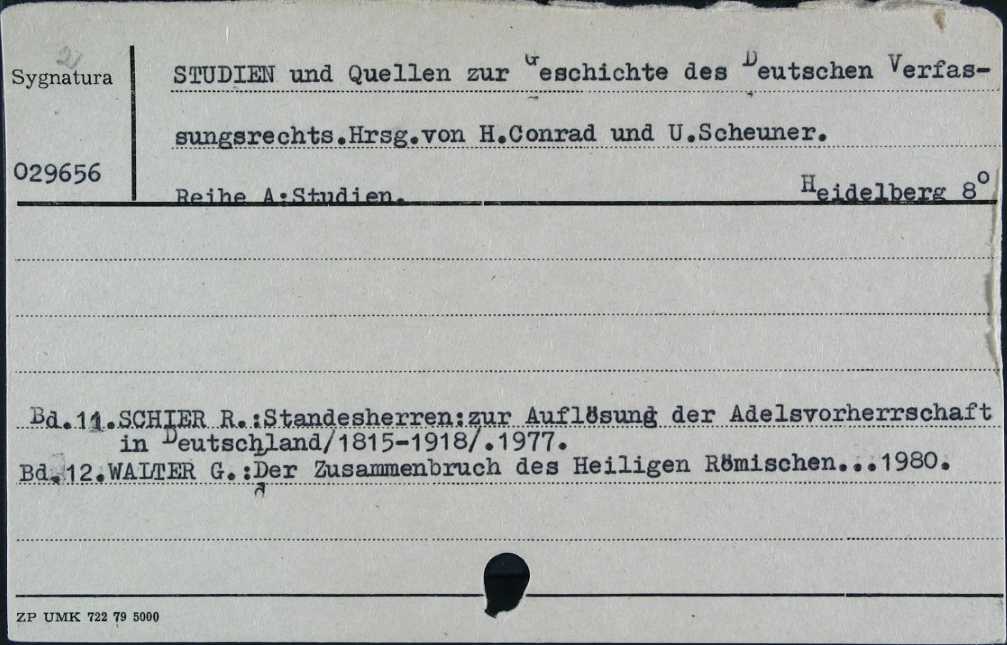 Sygnatura
029656
STUDIEN und Quellen zur Geschichte des Deutschen Verfas-
sungsrechts.Hrsg.von H.Conrad und U.Scheuner.
Reihe A:Studien. Heidelberg 8°
Bd.11.SCHIER R.:Standesherren:zur Auflösung der Adelsvorherrschaft
in Deutschland/1815-1918/.1977.
Bd.12.WALTER G.:Der Zusammenbruch des Heiligen Römischen...1980.
ZP UMK 722 79 5000